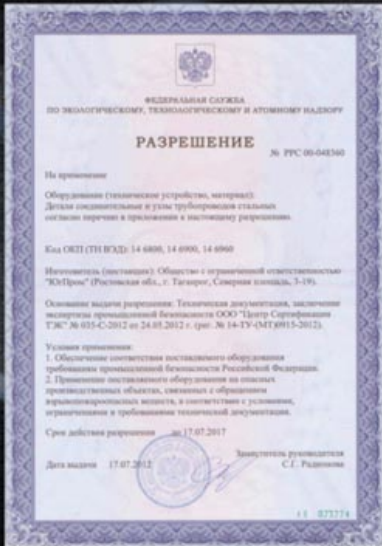 ФЕДЕРАЛЬНАЯ СЛУЖБА
ПО ЭКОЛОГИЧЕСКОМУ, ТЕХНОЛОГИЧЕСКОМУ И АТОМНОМУ НАДЗОРУ
РАЗРЕШЕНИЕ
№ РРС 00-048560
На применение
Оборудование (техническое устройство, материал):
Детали соединительные и узлы трубопроводов стальных
согласно перечню в приложении к настоящему разрешению.
Код ОКП (ТН ВЭД): 14 6800, 14 6900, 14 6960
Изготовитель (поставщик): Общество с ограниченной ответственностью
"ЮгПром" (Ростовская обл., г. Таганрог, Северная площадь, 3-19).
Основание выдачи разрешения: Техническая документация, заключение
экспертизы промышленной безопасности ООО "Центр Сертификации
ТЭК" № 035-С-2012 от 24.05.2012 г. (рег. № 14-ТУ-(МТ)0915-2012).
Условия применения:
1. Обеспечение соответствия поставляемого оборудования
требованиям промышленной безопасности Российской Федерации.
2. Применение поставляемого оборудования на опасных
производственных объектах, связанных с обращением
взрывопожароопасных веществ, в соответствии с условиями,
ограничениями и требованиями технической документации.
Срок действия разрешения до 17.07.2017
Заместитель руководителя
Дата выдачи 17.07.2012 С.Г. Радионова